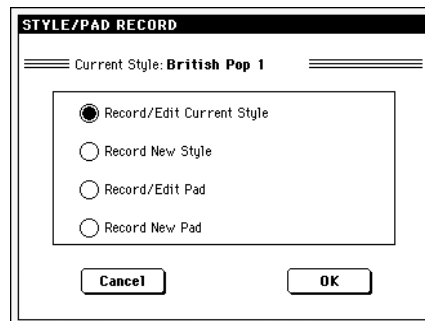 STYLE/PAD RECORD
Current Style: British Pop 1
Record/Edit Current Style
Record New Style
Record/Edit Pad
Record New Pad
Cancel
OK